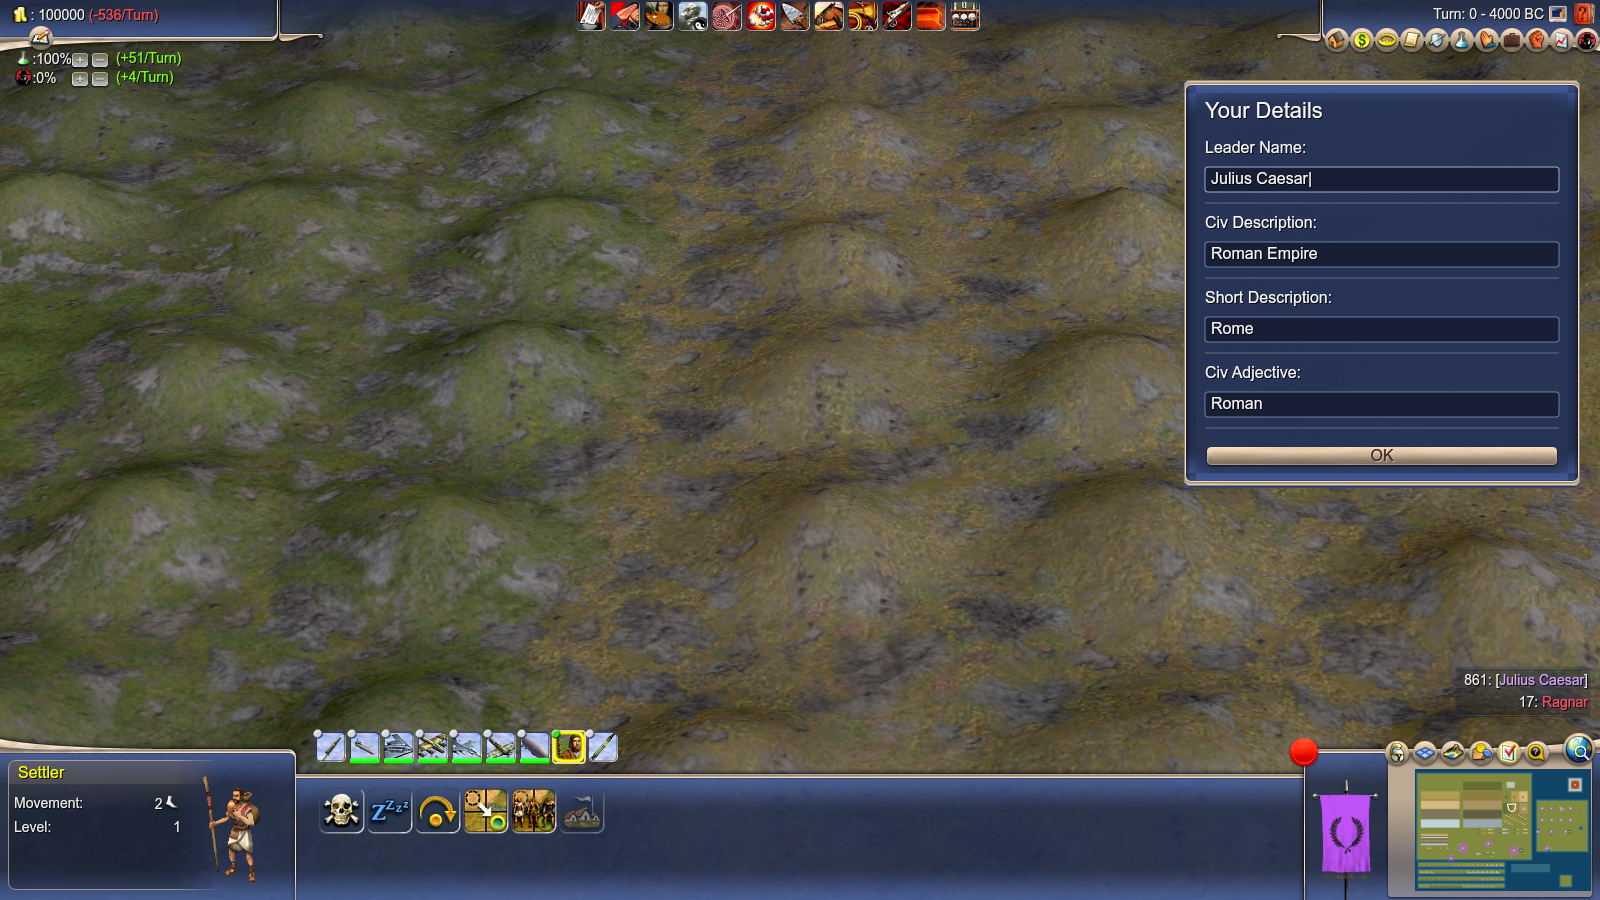 : 100000 (-536/Turn)
:100% (+51/Turn)
:0% (+4/Turn)
Turn: 0 - 4000 BC
Your Details
Leader Name:
Julius Caesar
Civ Description:
Roman Empire
Short Description:
Rome
Civ Adjective:
Roman
OK
861: [Julius Caesar]
17: Ragnar
Settler
Movement: 2
Level: 1
Zzzz